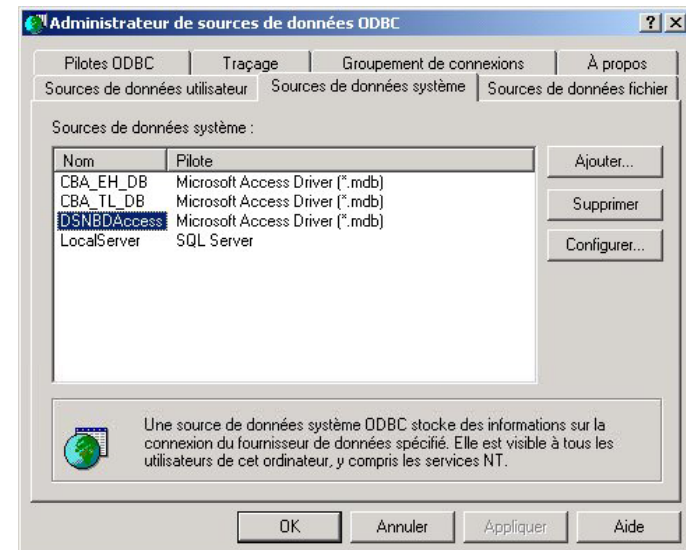 Administrateur de sources de données ODBC
Pilotes ODBC Traçage Groupement de connexions À propos
Sources de données utilisateur Sources de données système Sources de données fichier
Sources de données système :
Nom Pilote
CBA_EH_DB Microsoft Access Driver (*.mdb)
CBA_TL_DB Microsoft Access Driver (*.mdb)
DSNBDAccess Microsoft Access Driver (*.mdb)
LocalServer SQL Server
Ajouter...
Supprimer
Configurer...
Une source de données système ODBC stocke des informations sur la
connexion du fournisseur de données spécifié. Elle est visible à tous les
utilisateurs de cet ordinateur, y compris les services NT.
OK Annuler Appliquer Aide